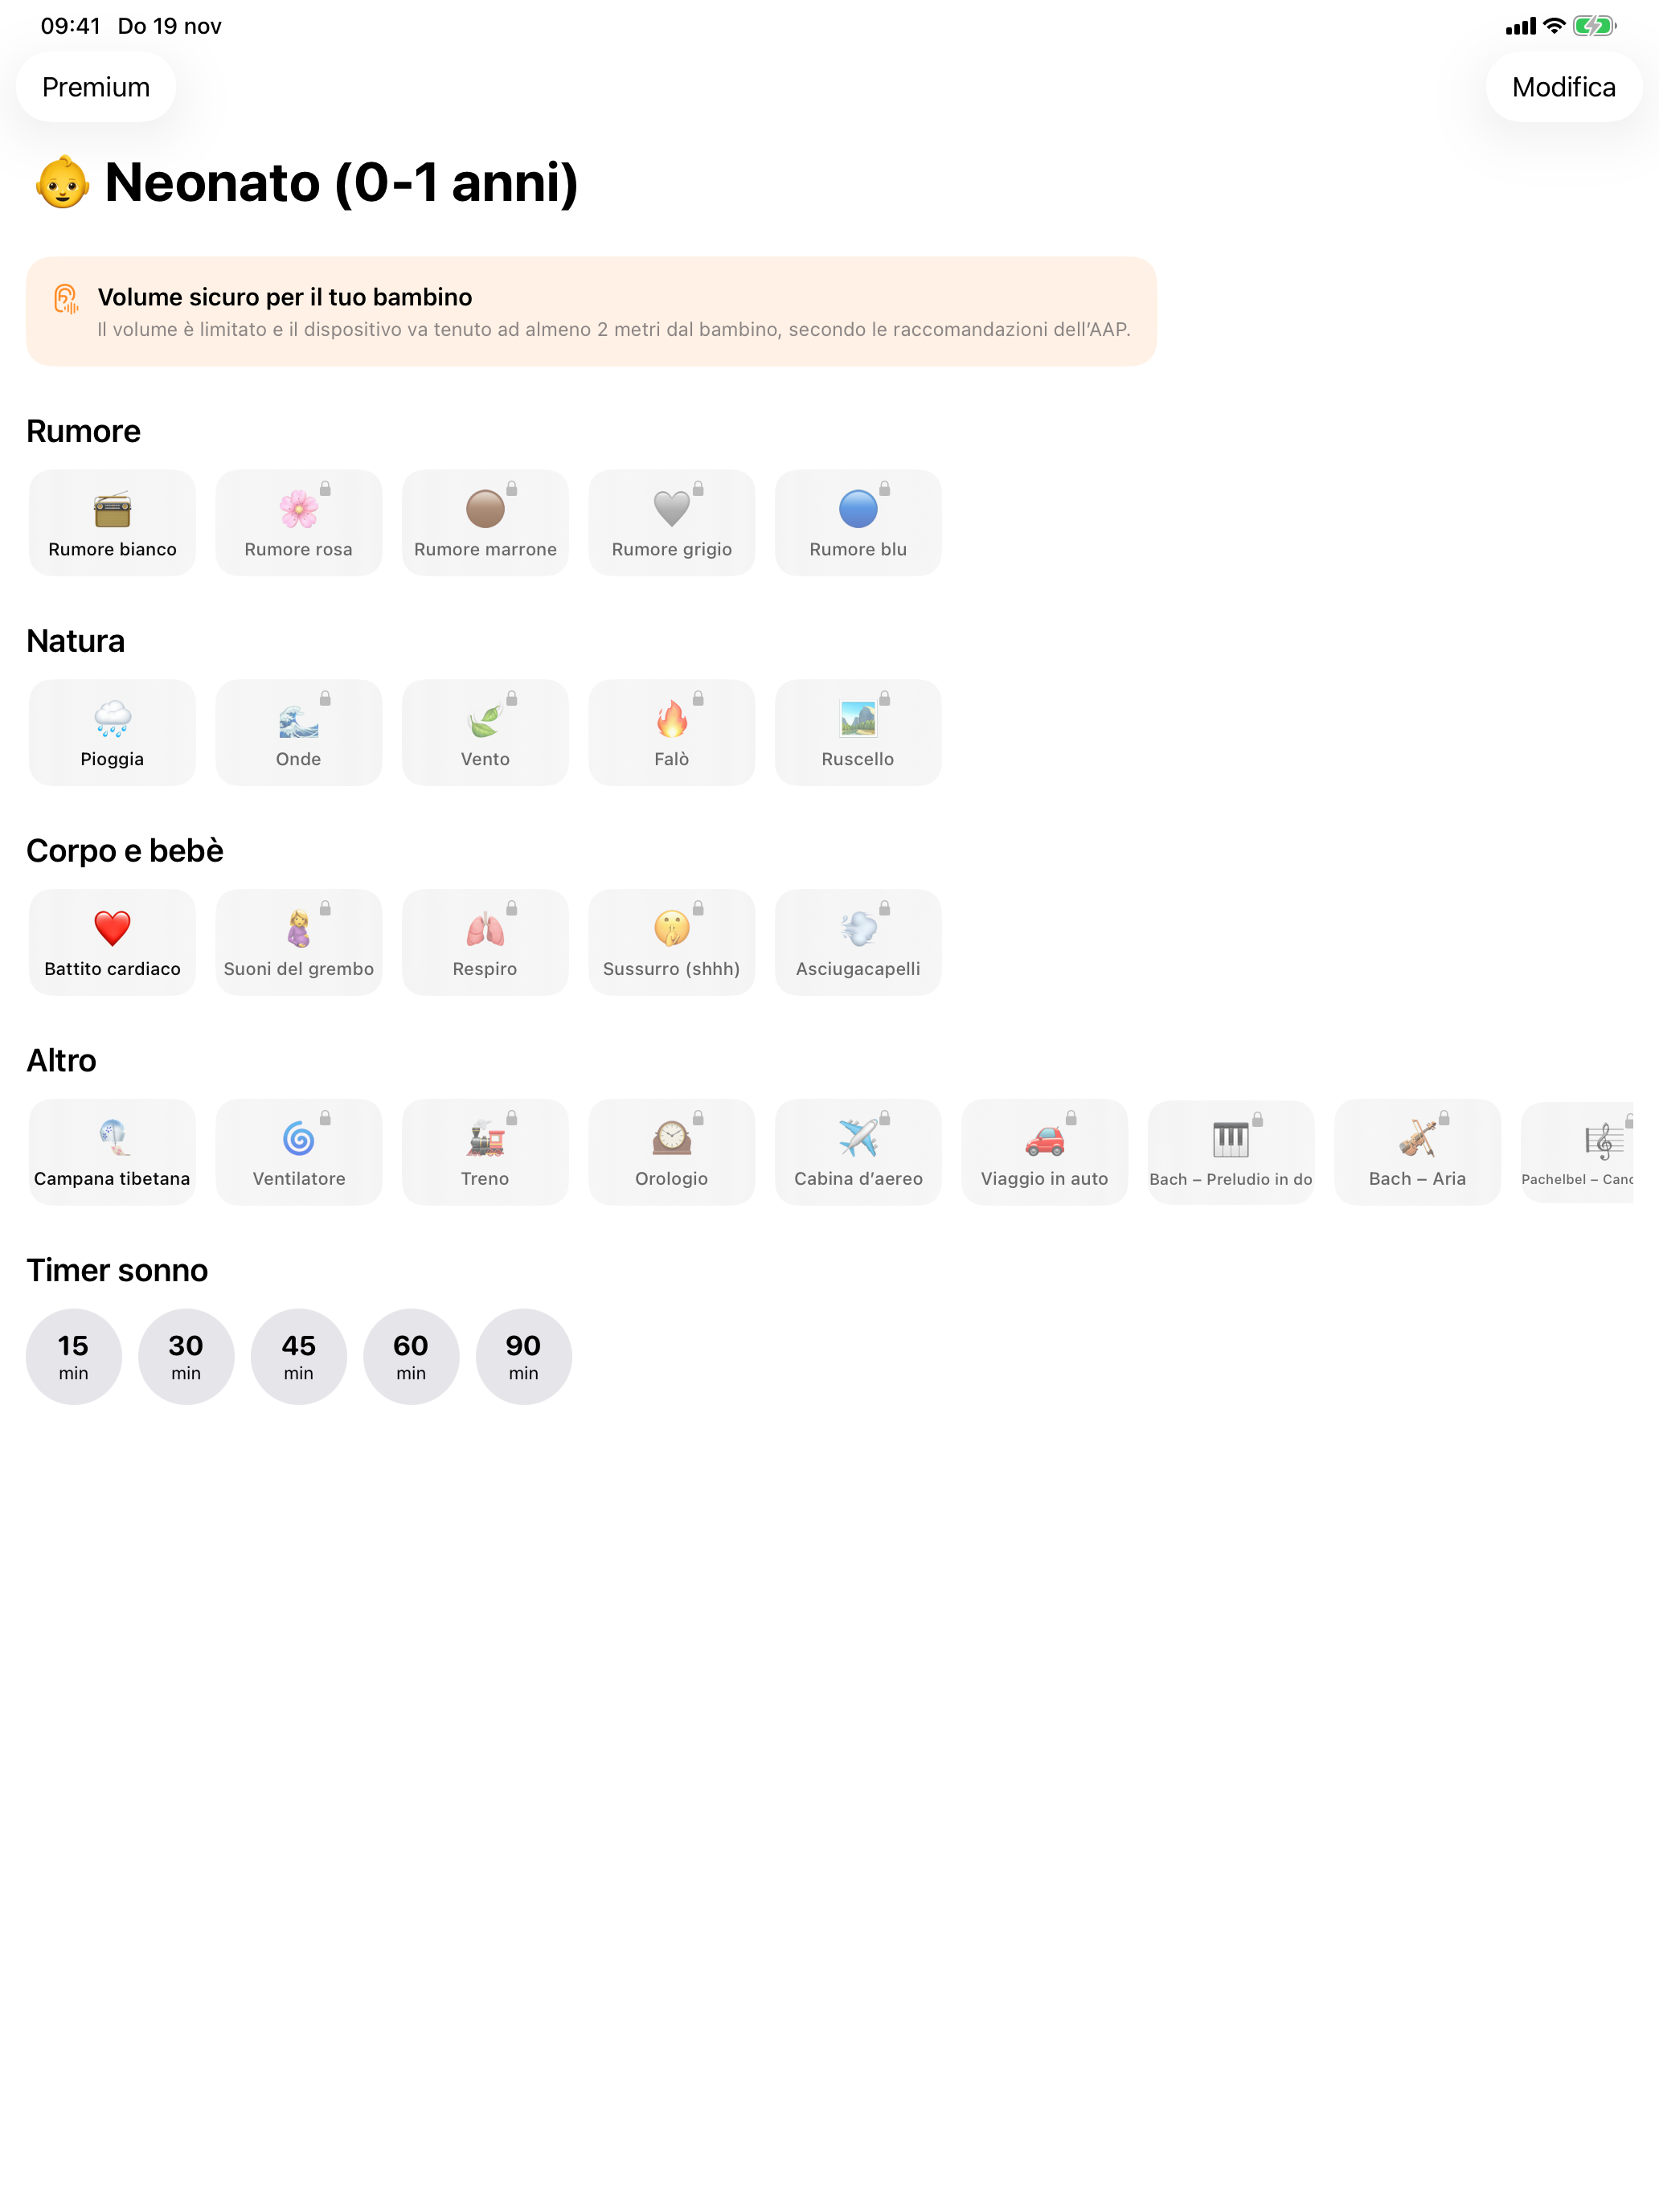 09:41 Do 19 nov
Premium
Modifica
Neonato (0-1 anni)
Volume sicuro per il tuo bambino
Il volume è limitato e il dispositivo va tenuto ad almeno 2 metri dal bambino, secondo le raccomandazioni dell’AAP.
Rumore
Rumore bianco
Rumore rosa
Rumore marrone
Rumore grigio
Rumore blu
Natura
Pioggia
Onde
Vento
Falò
Ruscello
Corpo e bebè
Battito cardiaco
Suoni del grembo
Respiro
Sussurro (shhh)
Asciugacapelli
Altro
Campana tibetana
Ventilatore
Treno
Orologio
Cabina d’aereo
Viaggio in auto
Bach – Preludio in do
Bach – Aria
Pachelbel –
Timer sonno
15 min
30 min
45 min
60 min
90 min